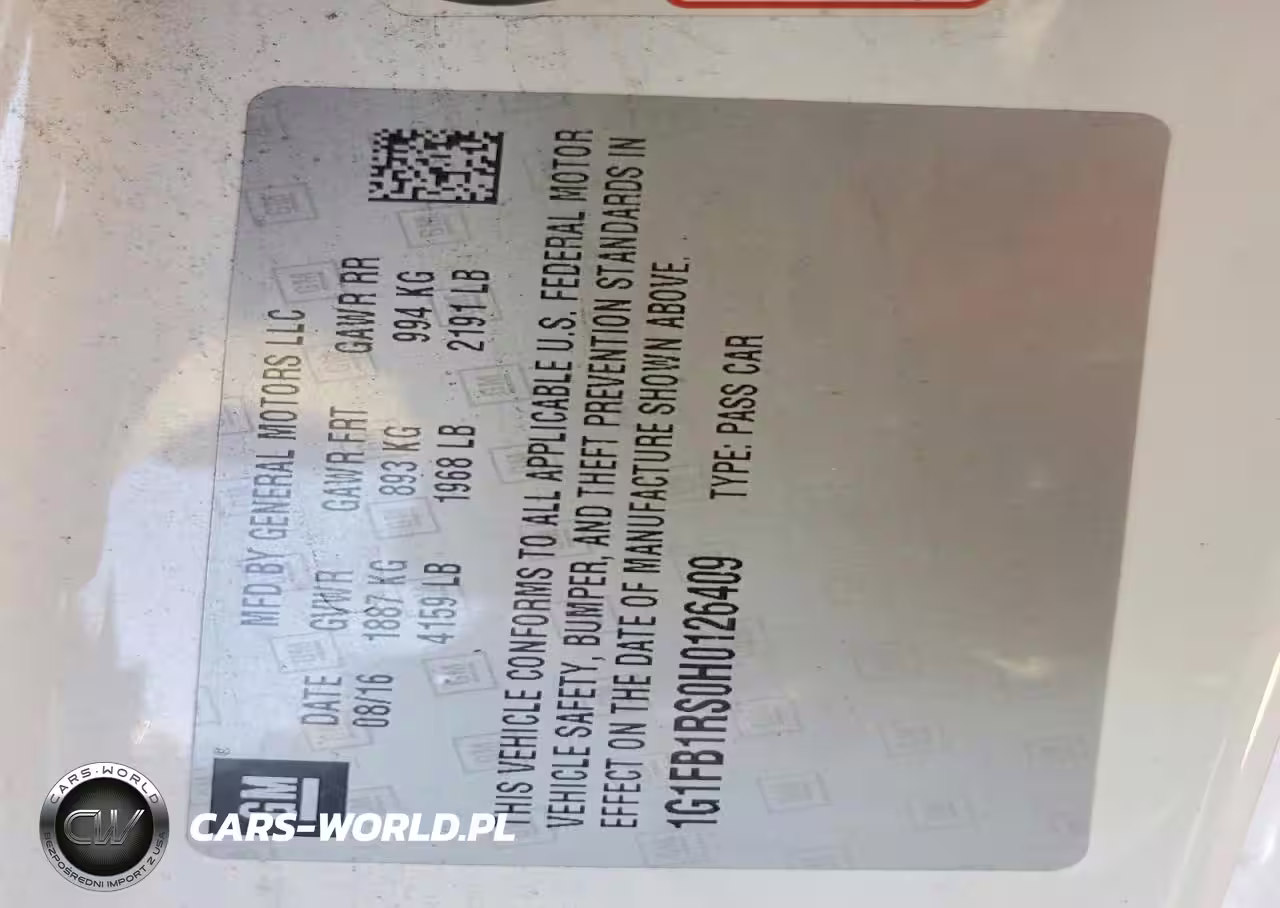 GM
MFD BY GENERAL MOTORS LLC
DATE GVWR GAWR FRT GAWR RR
08/16 1887 KG 893 KG 994 KG
4159 LB 1968 LB 2191 LB
THIS VEHICLE CONFORMS TO ALL APPLICABLE U.S. FEDERAL MOTOR
VEHICLE SAFETY, BUMPER, AND THEFT PREVENTION STANDARDS IN
EFFECT ON THE DATE OF MANUFACTURE SHOWN ABOVE.
1G1FB1RS0H0126409 TYPE: PASS CAR
CARS-WORLD
CW
BEZPOŚREDNI IMPORT Z USA
CARS-WORLD.PL